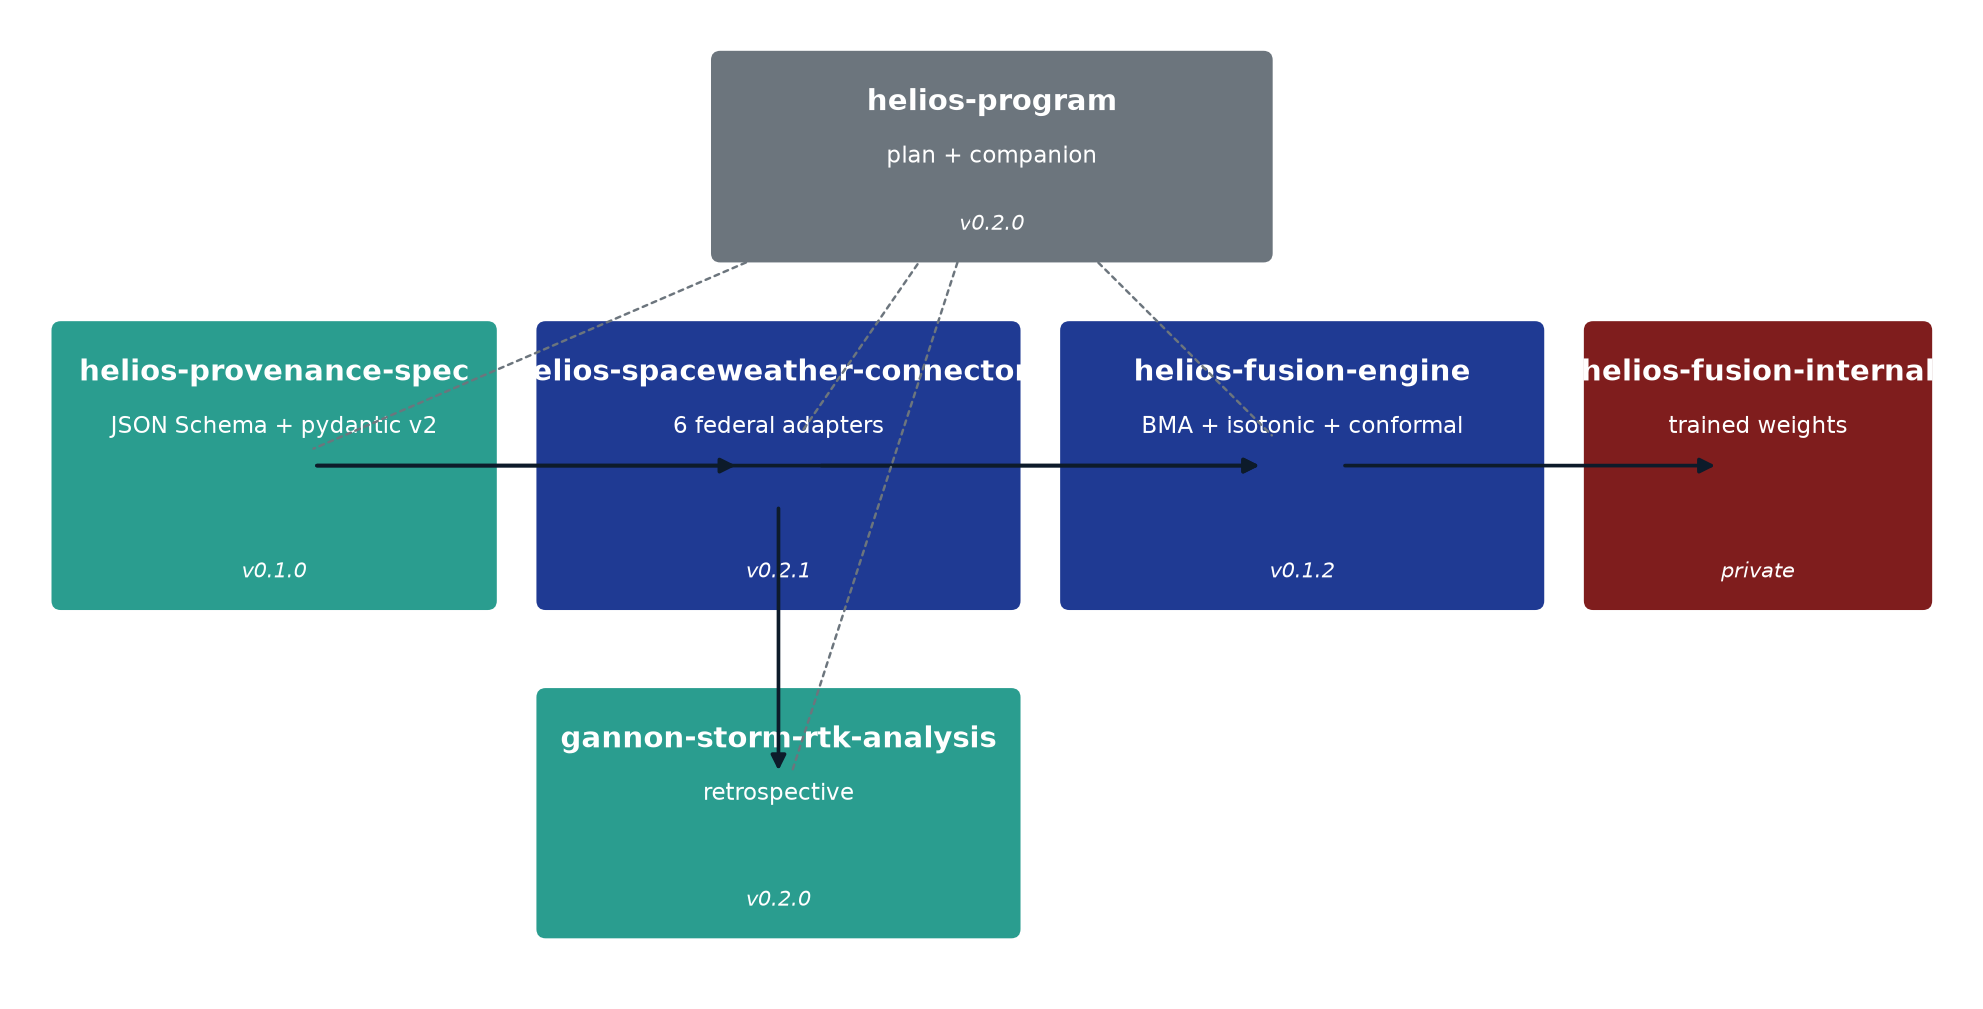 helios-program
plan + companion
v0.2.0
helios-provenance-spec
JSON Schema + pydantic v2
v0.1.0
elios-spaceweather-connector
6 federal adapters
v0.2.1
helios-fusion-engine
BMA + isotonic + conformal
v0.1.2
helios-fusion-internal
trained weights
private
gannon-storm-rtk-analysis
retrospective
v0.2.0